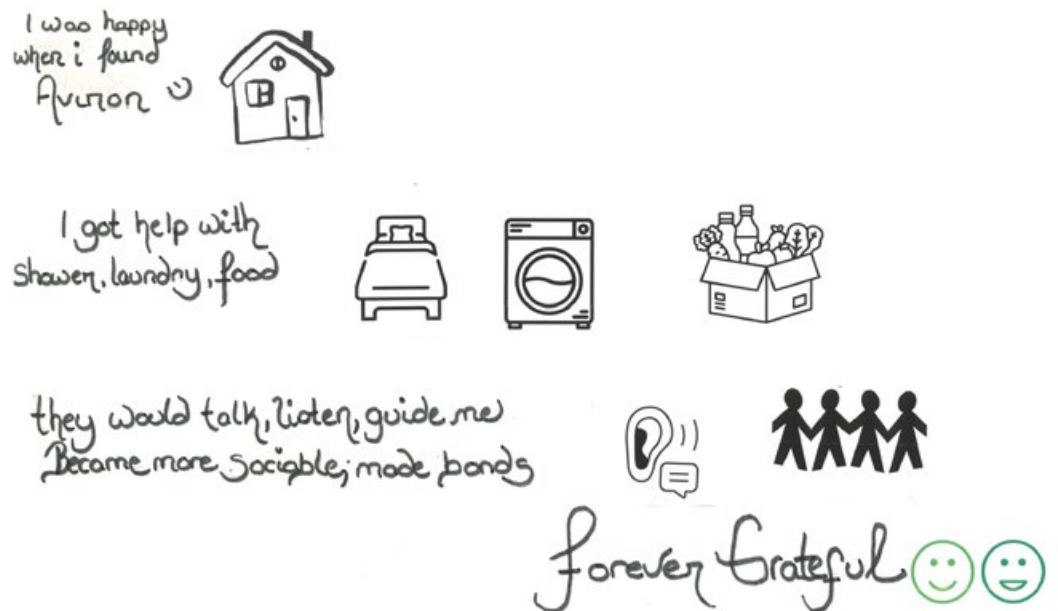 I was happy
when i found
Aviron
I got help with
shower, laundry, food
they would talk, listen, guide me
Became more sociable, made bonds
forever Grateful